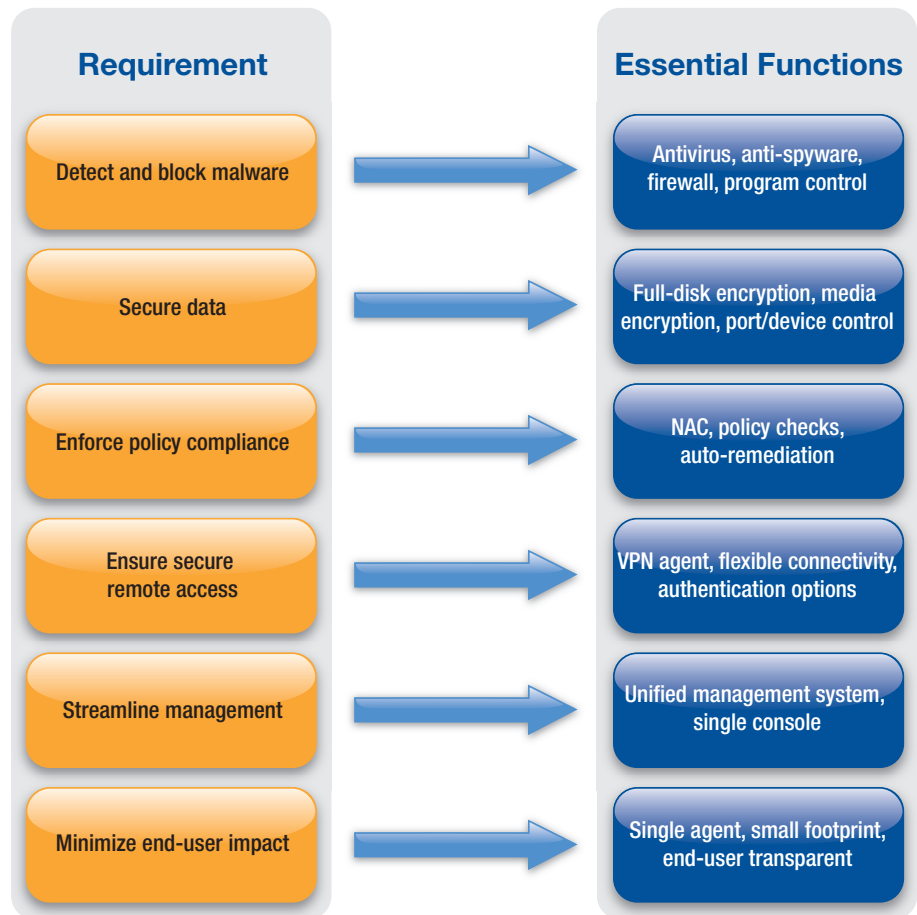 Requirement
Essential Functions
Detect and block malware
Antivirus, anti-spyware,
firewall, program control
Secure data
Full-disk encryption, media
encryption, port/device control
Enforce policy compliance
NAC, policy checks,
auto-remediation
Ensure secure
remote access
VPN agent, flexible connectivity,
authentication options
Streamline management
Unified management system,
single console
Minimize end-user impact
Single agent, small footprint,
end-user transparent